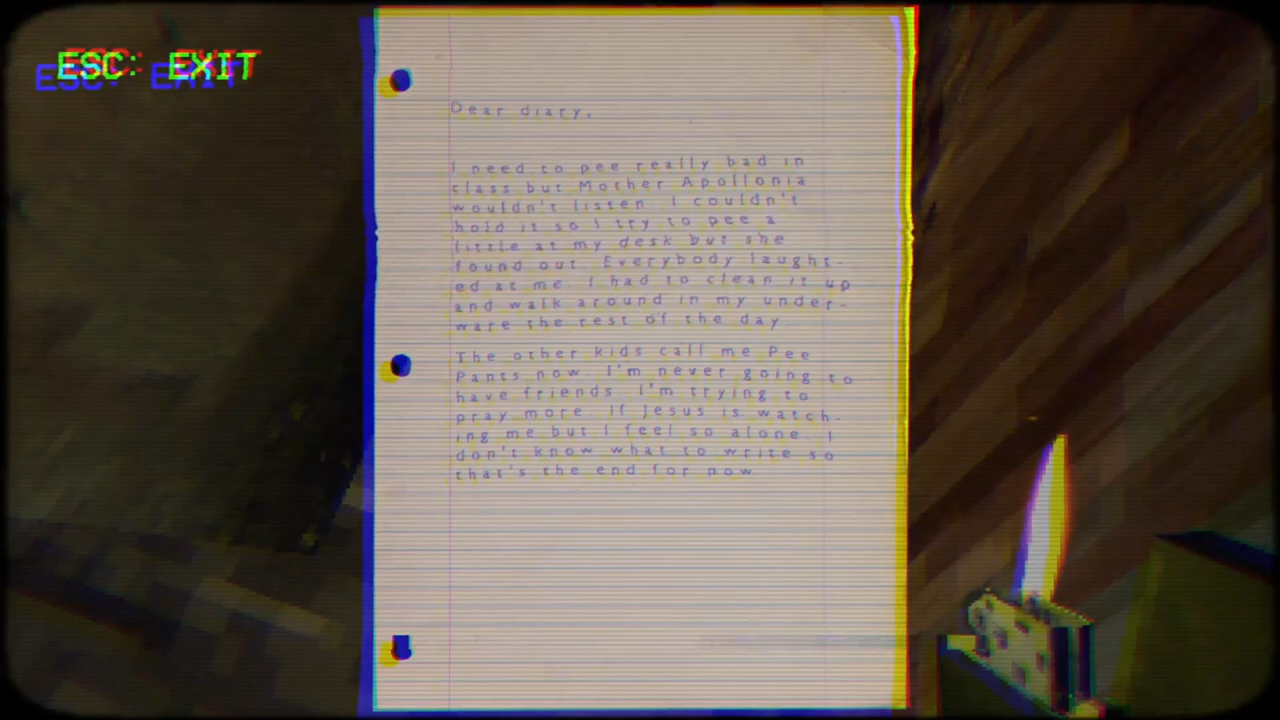 ESC: EXIT
Dear diary,
I need to pee really bad in
class but Mother Apollonia
wouldn't listen. I couldn't
hold it so I try to pee a
little at my desk but she
found out. Everybody laught-
ed at me. I had to clean it up
and walk around in my under-
ware the rest of the day.
The other kids call me Pee
Pants now. I'm never going to
have friends. I'm trying to
pray more. If Jesus is watch-
ing me but I feel so alone. I
don't know what to write so
that's the end for now